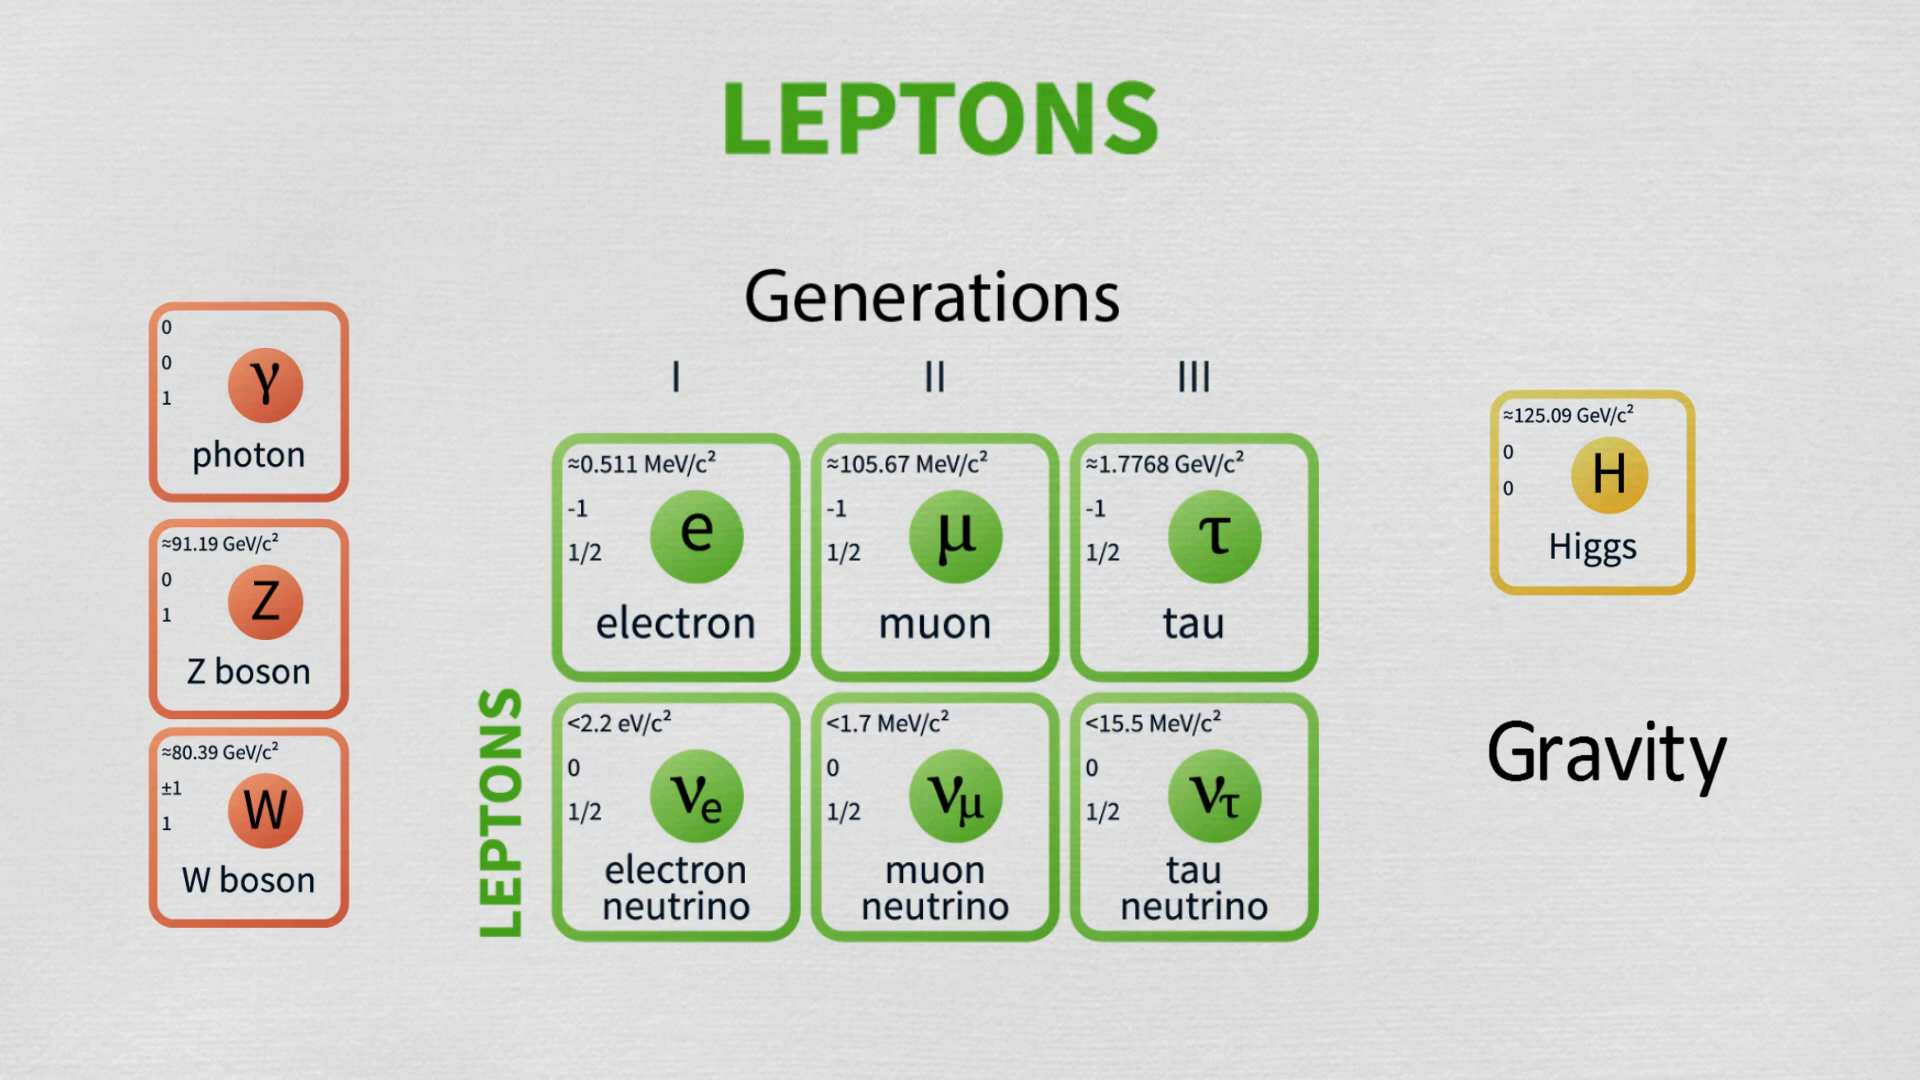 LEPTONS
Generations
I II III
0
0
1
γ
photon
≈91.19 GeV/c²
0
1
Z
Z boson
≈80.39 GeV/c²
±1
1
W
W boson
LEPTONS
≈0.511 MeV/c²
-1
1/2
e
electron
≈105.67 MeV/c²
-1
1/2
μ
muon
≈1.7768 GeV/c²
-1
1/2
τ
tau
<2.2 eV/c²
0
1/2
νe
electron
neutrino
<1.7 MeV/c²
0
1/2
νμ
muon
neutrino
<15.5 MeV/c²
0
1/2
ντ
tau
neutrino
≈125.09 GeV/c²
0
0
H
Higgs
Gravity